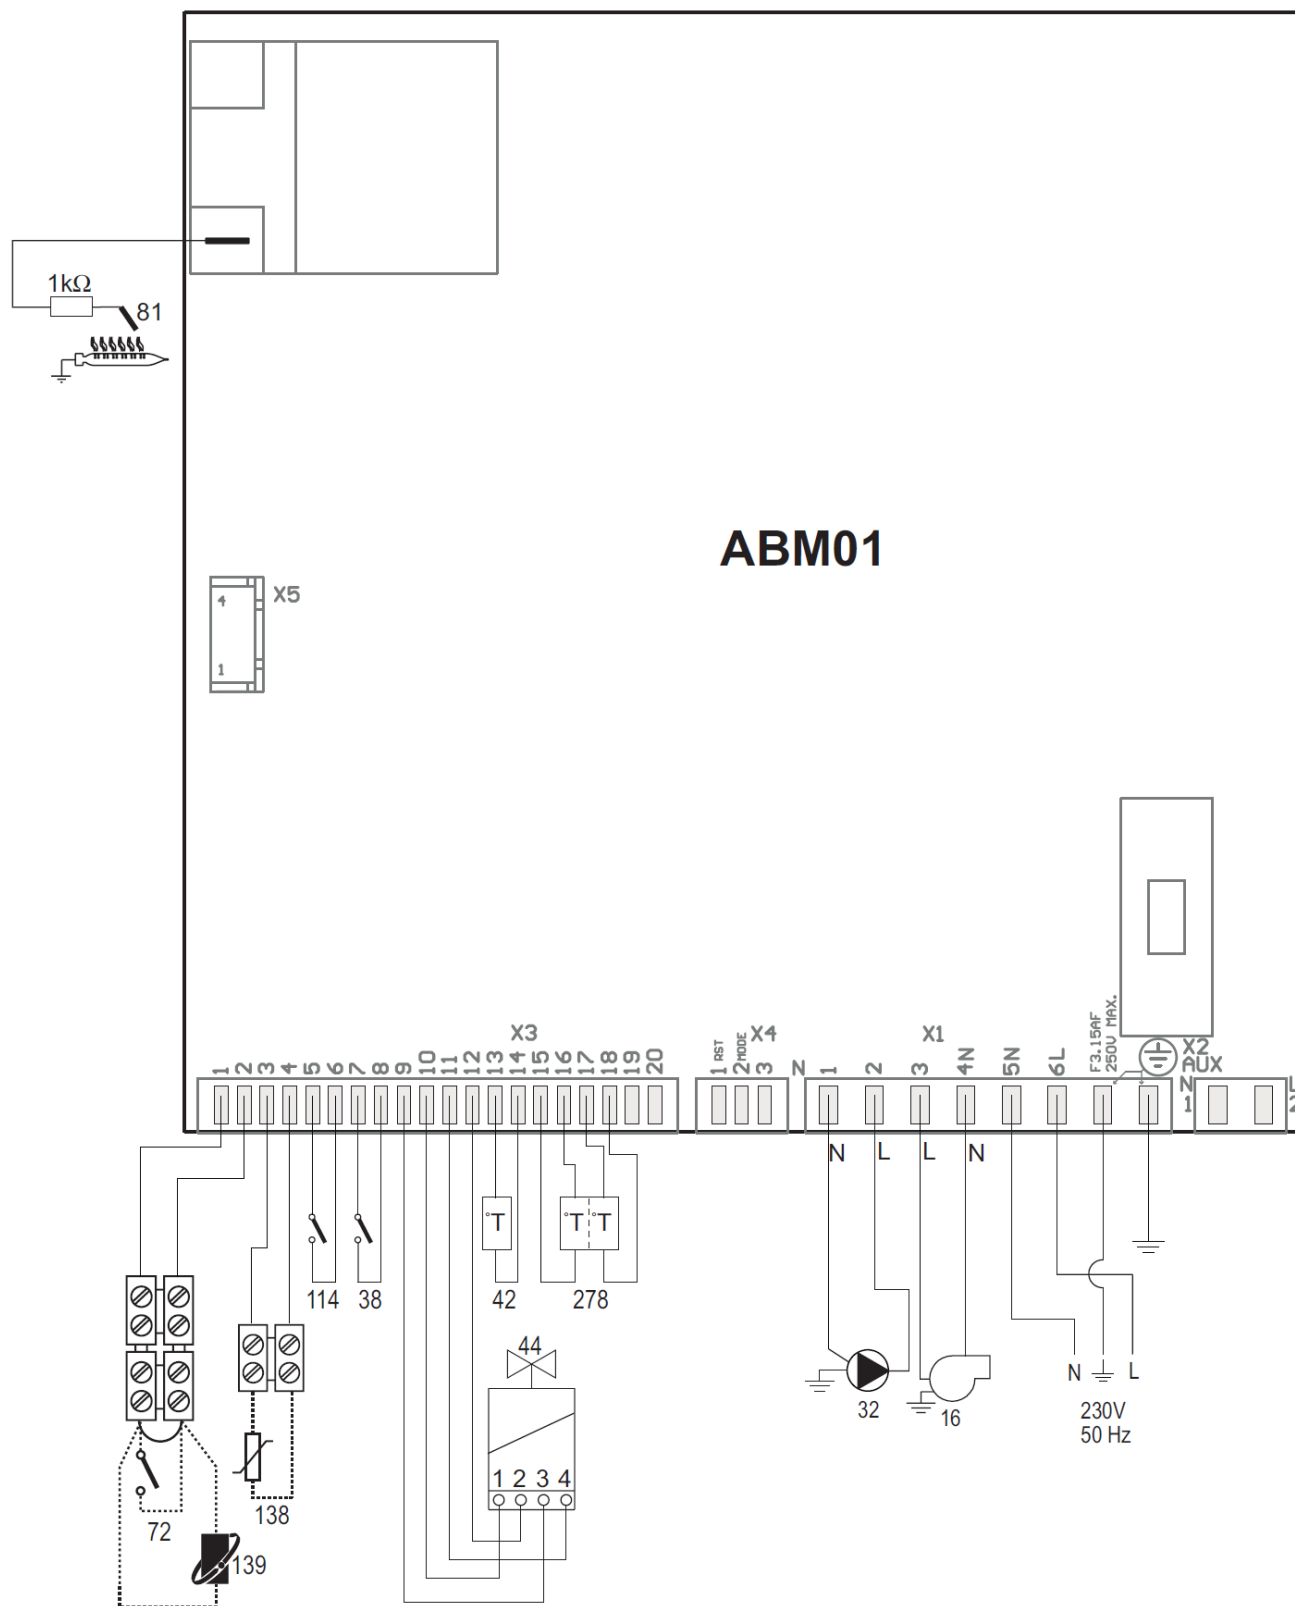 1kΩ
81
ABM01
X5
4
1
X3
1
2
3
4
5
6
7
8
9
10
11
12
13
14
15
16
17
18
19
20
X4
1 RST
2 MODE
3
X1
N
1
2
3
4N
5N
6L
F3.15AF
250V MAX.
X2
AUX
N
1
L
2
N
L
L
N
°T
°T
°T
114
38
42
278
44
1 2 3 4
32
16
N
L
230V
50 Hz
72
138
139